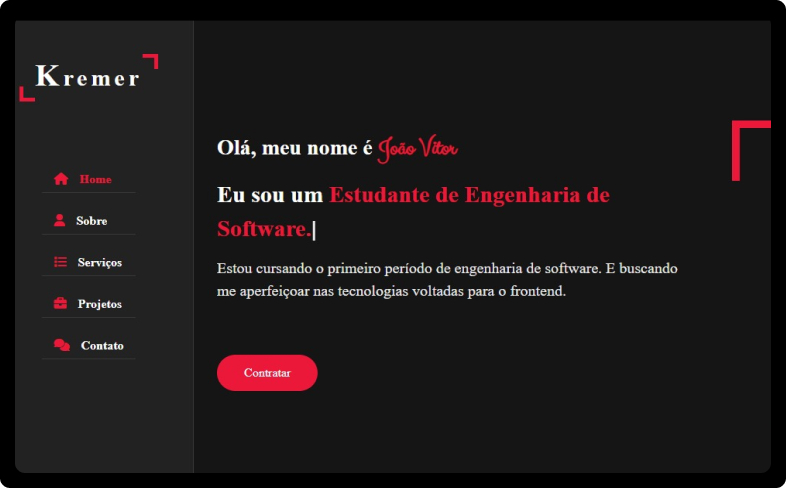 Kremer
Home
Sobre
Serviços
Projetos
Contato
Olá, meu nome é João Vitor
Eu sou um Estudante de Engenharia de
Software.|
Estou cursando o primeiro período de engenharia de software. E buscando
me aperfeiçoar nas tecnologias voltadas para o frontend.
Contratar